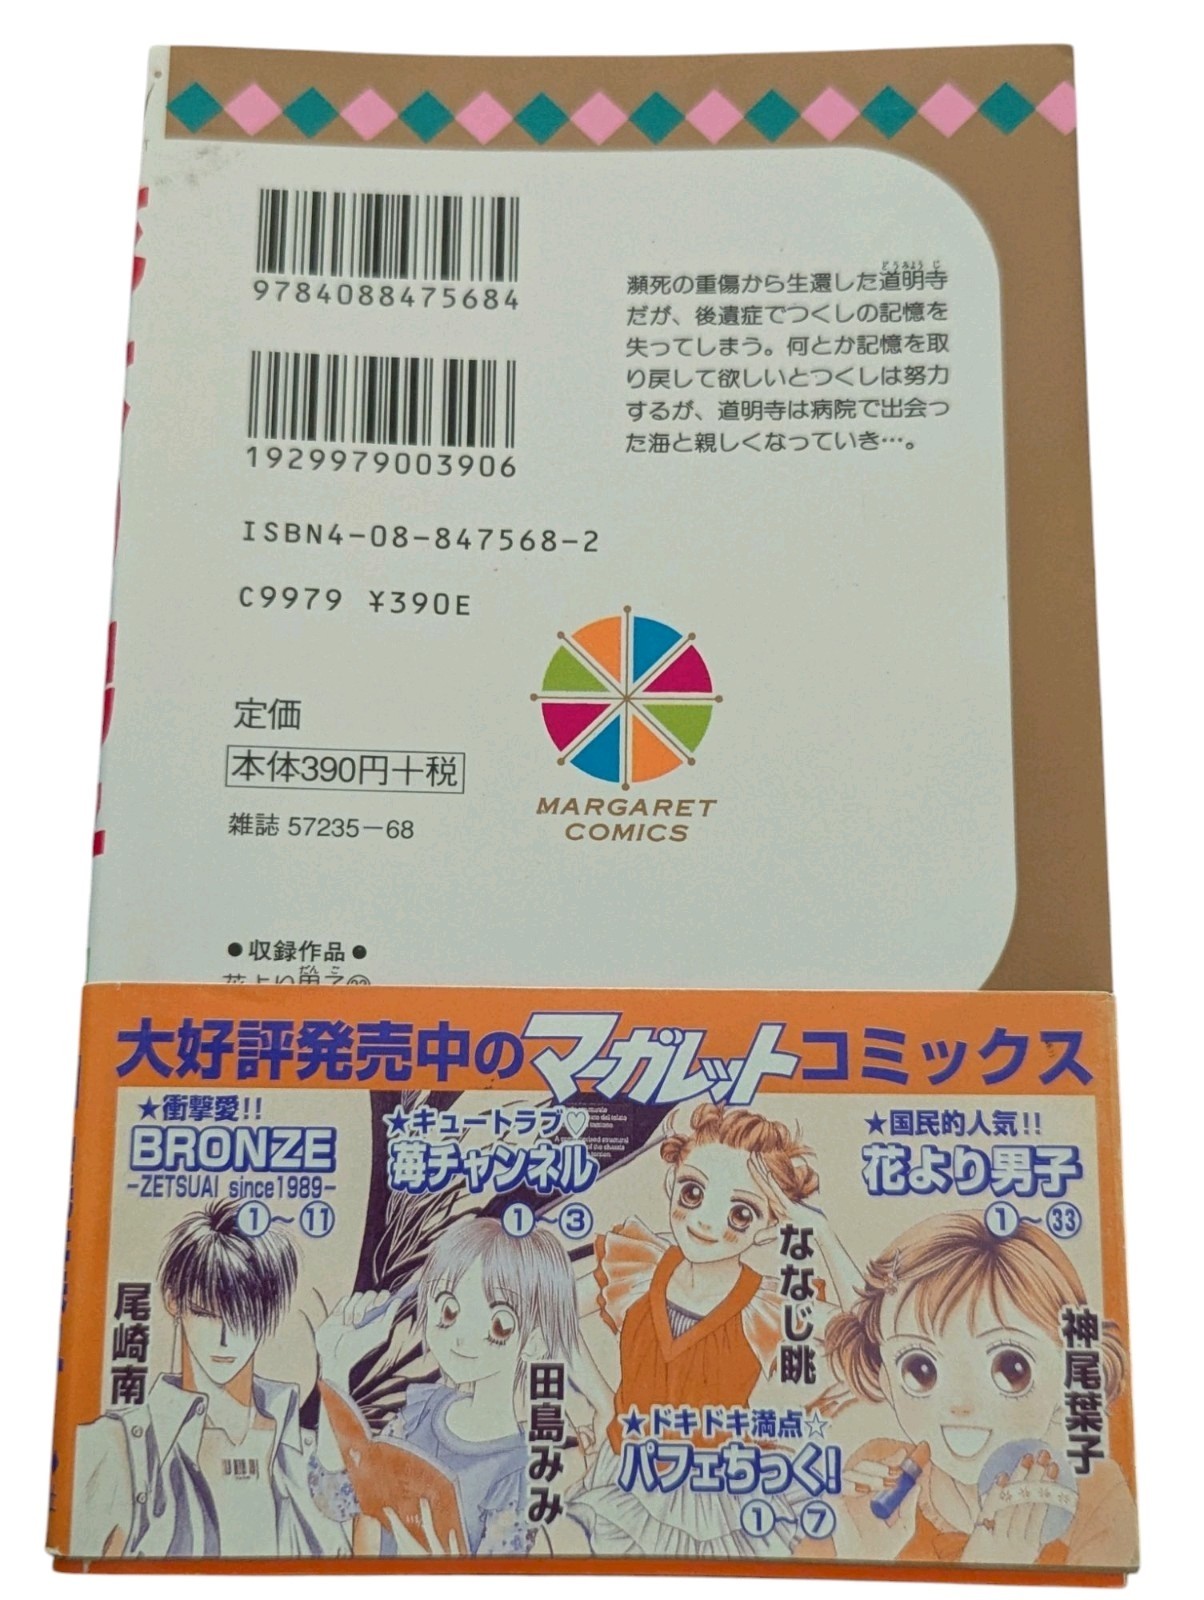 9784088475684
1929979003906
ISBN4-08-847568-2
C9979 ¥390E
定価
本体390円+税
雑誌 57235-68
瀕死の重傷から生還した道明寺
どうみょうじ
だが、後遺症でつくしの記憶を
失ってしまう。何とか記憶を取
り戻して欲しいとつくしは努力
するが、道明寺は病院で出会っ
た海と親しくなっていき…。
MARGARET
COMICS
●収録作品●
花より男子㉝
大好評発売中のマーガレットコミックス
★衝撃愛!!
BRONZE
-ZETSUAI since1989-
①〜⑪
尾崎南
★キュートラブ♡
苺チャンネル
①〜③
田島みみ
ななじ眺
★ドキドキ満点☆
パフェちっく!
①〜⑦
★国民的人気!!
花より男子
①〜㉝
神尾葉子